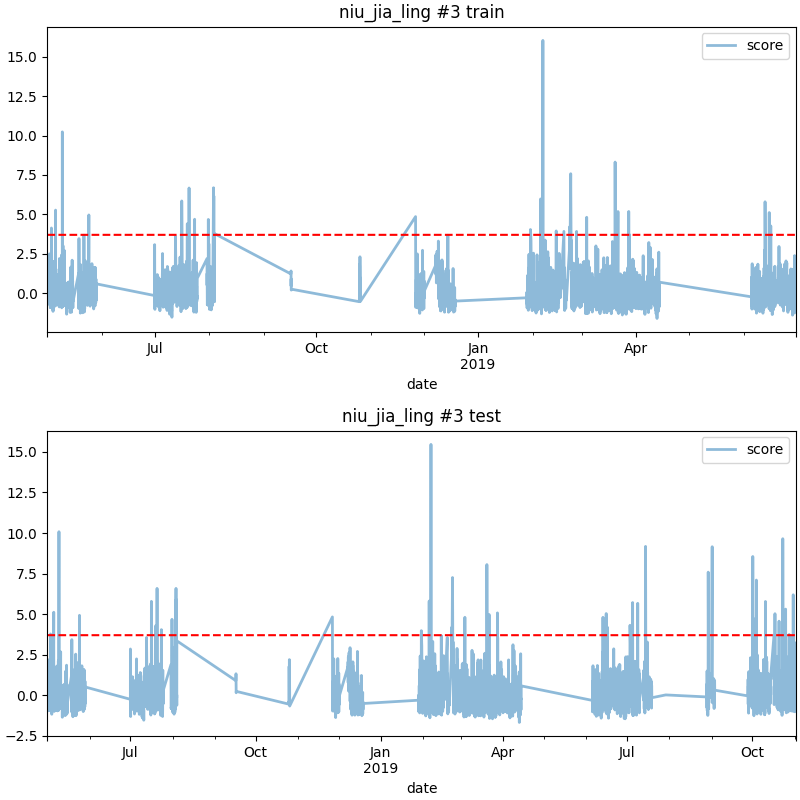 niu_jia_ling #3 train
score
15.0
12.5
10.0
7.5
5.0
2.5
0.0
Jul Oct Jan Apr
2019
date
niu_jia_ling #3 test
score
15.0
12.5
10.0
7.5
5.0
2.5
0.0
−2.5
Jul Oct Jan Apr Jul Oct
2019
date